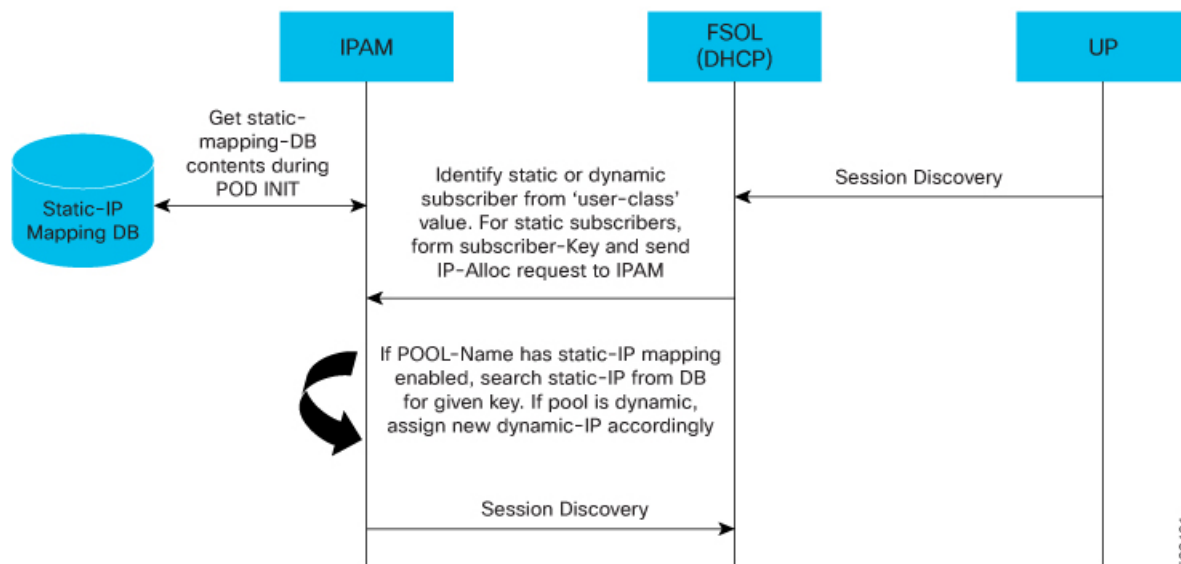 IPAM
FSOL
(DHCP)
UP
Get static-
mapping-DB
contents during
POD INIT
Static-IP
Mapping DB
Session Discovery
Identify static or dynamic
subscriber from ‘user-class’
value. For static subscribers,
form subscriber-Key and send
IP-Alloc request to IPAM
If POOL-Name has static-IP mapping
enabled, search static-IP from DB
for given key. If pool is dynamic,
assign new dynamic-IP accordingly
Session Discovery